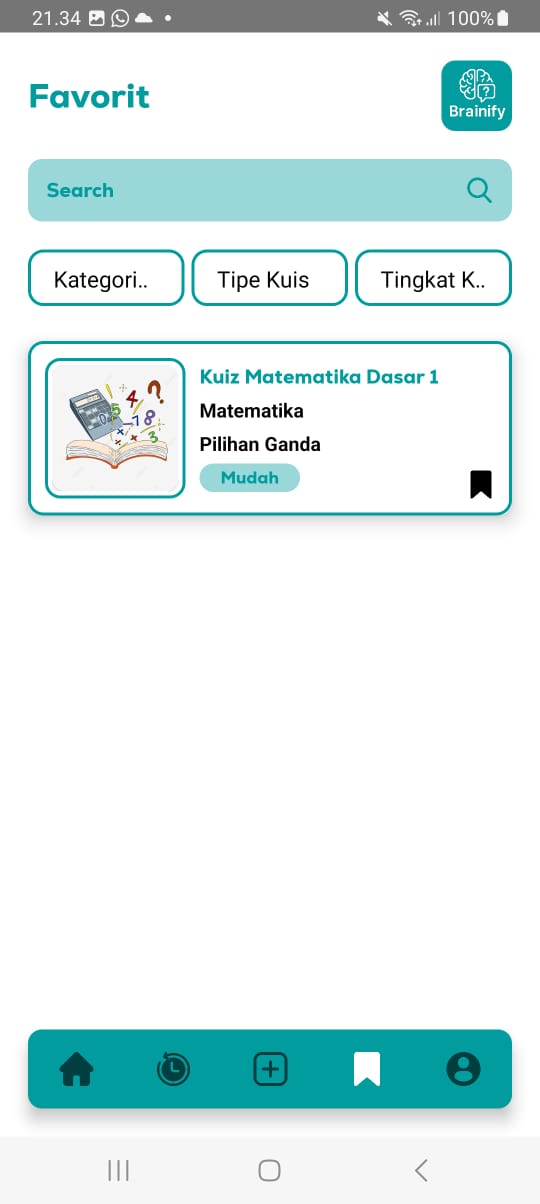 21.34 100%
Favorit
Brainify
Search
Kategori.. Tipe Kuis Tingkat K..
Kuiz Matematika Dasar 1
Matematika
Pilihan Ganda
Mudah